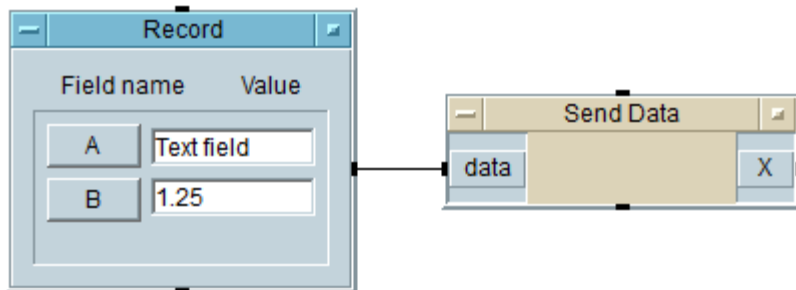 Record
Field name Value
A Text field
B 1.25
Send Data
data X